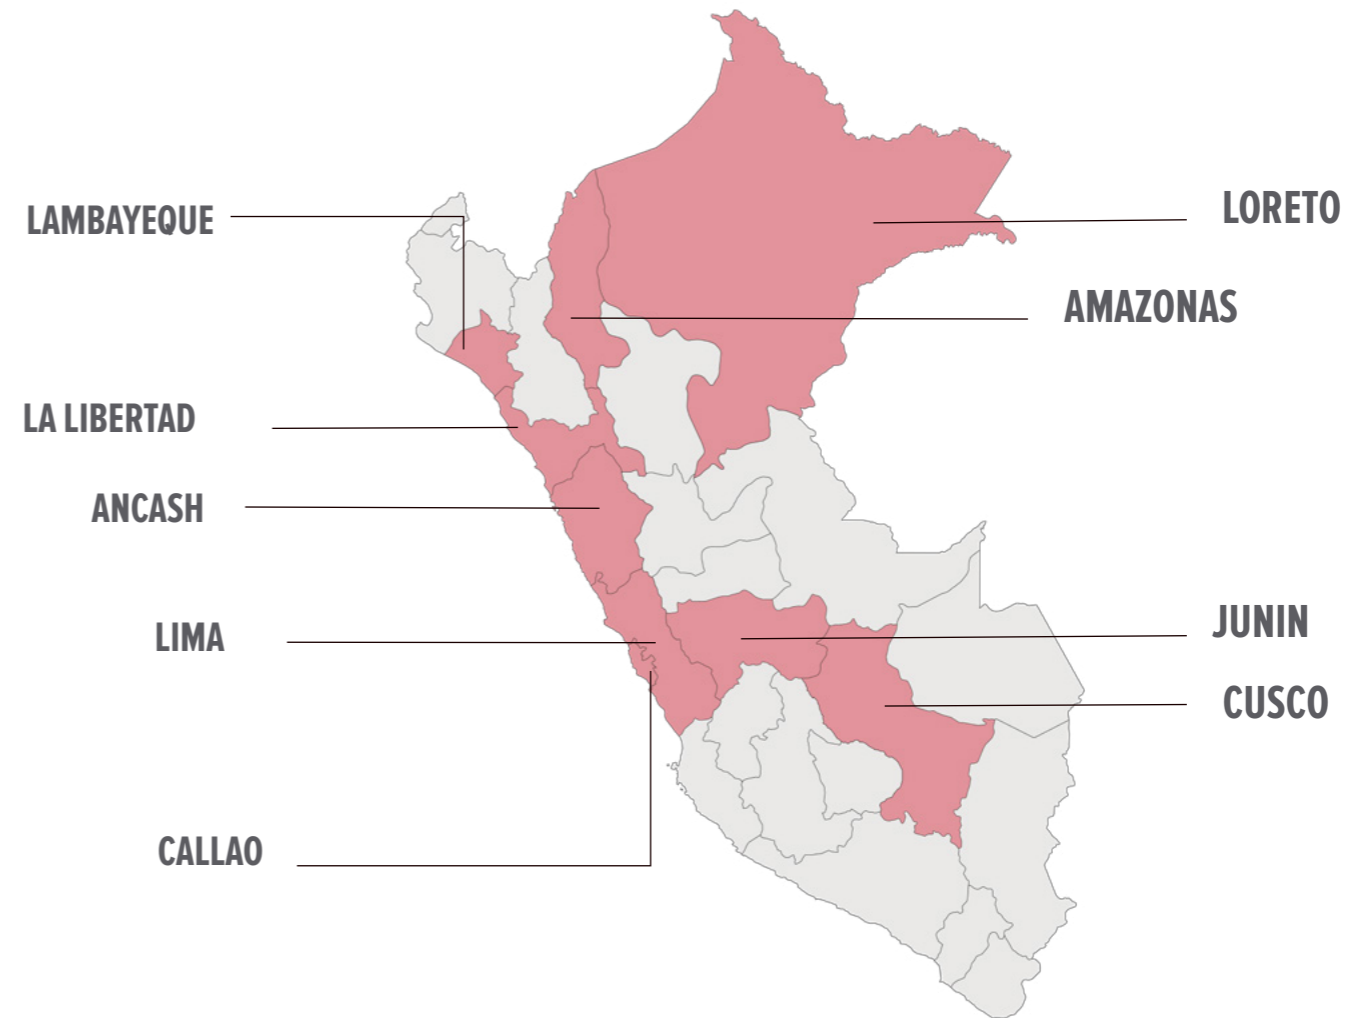 LAMBAYEQUE
LORETO
AMAZONAS
LA LIBERTAD
ANCASH
LIMA
JUNIN
CUSCO
CALLAO